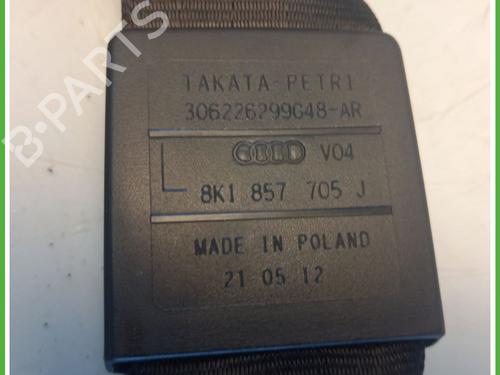 TAKATA-PETRI
306226299G48-AR
V04
8K1 857 705 J
MADE IN POLAND
21 05 12
B-PARTS